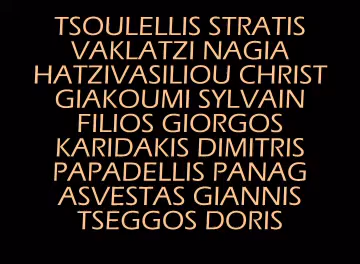 TSOULELLIS STRATIS
VAKLATZI NAGIA
HATZIVASILIOU CHRIST
GIAKOUMI SYLVAIN
FILIOS GIORGOS
KARIDAKIS DIMITRIS
PAPADELLIS PANAG
ASVESTAS GIANNIS
TSEGGOS DORIS